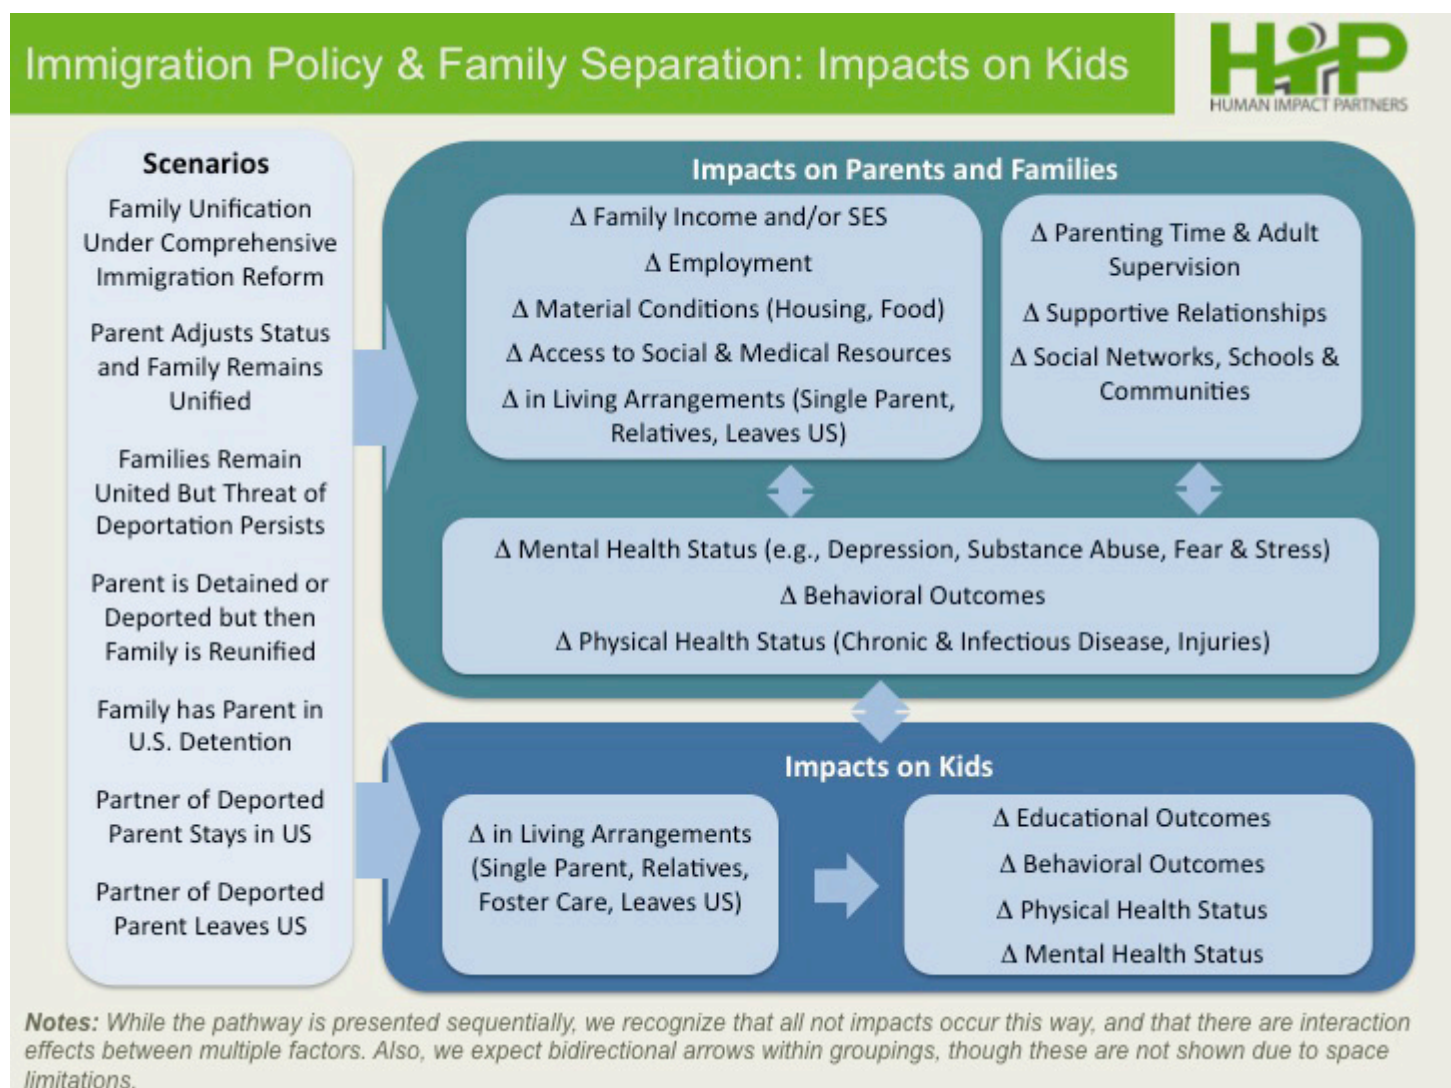 Immigration Policy & Family Separation: Impacts on Kids
HiP
HUMAN IMPACT PARTNERS
Scenarios
Family Unification
Under Comprehensive
Immigration Reform
Parent Adjusts Status
and Family Remains
Unified
Families Remain
United But Threat of
Deportation Persists
Parent is Detained or
Deported but then
Family is Reunified
Family has Parent in
U.S. Detention
Partner of Deported
Parent Stays in US
Partner of Deported
Parent Leaves US
Impacts on Parents and Families
Δ Family Income and/or SES
Δ Employment
Δ Material Conditions (Housing, Food)
Δ Access to Social & Medical Resources
Δ in Living Arrangements (Single Parent,
Relatives, Leaves US)
Δ Parenting Time & Adult
Supervision
Δ Supportive Relationships
Δ Social Networks, Schools &
Communities
Δ Mental Health Status (e.g., Depression, Substance Abuse, Fear & Stress)
Δ Behavioral Outcomes
Δ Physical Health Status (Chronic & Infectious Disease, Injuries)
Impacts on Kids
Δ in Living Arrangements
(Single Parent, Relatives,
Foster Care, Leaves US)
Δ Educational Outcomes
Δ Behavioral Outcomes
Δ Physical Health Status
Δ Mental Health Status
Notes: While the pathway is presented sequentially, we recognize that all not impacts occur this way, and that there are interaction
effects between multiple factors. Also, we expect bidirectional arrows within groupings, though these are not shown due to space
limitations.